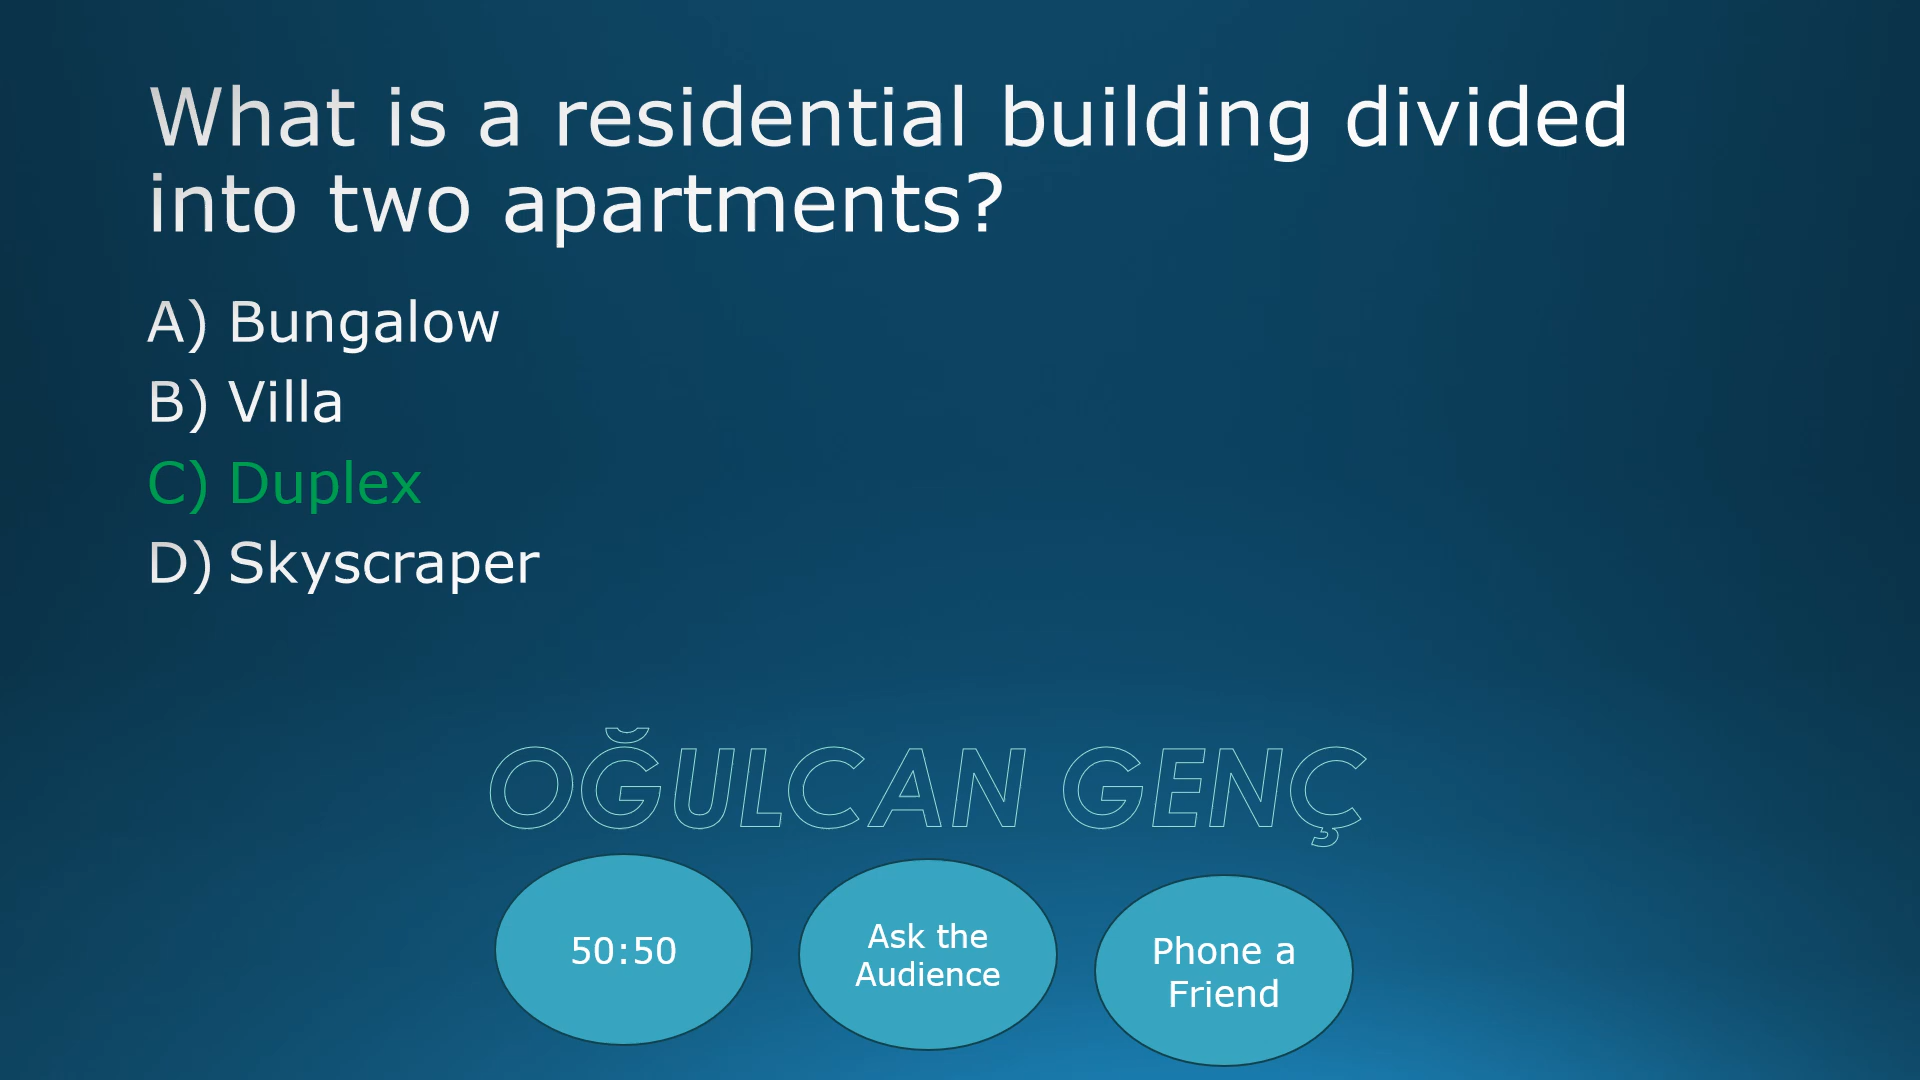 What is a residential building divided
into two apartments?
A) Bungalow
B) Villa
C) Duplex
D) Skyscraper
OĞULCAN GENÇ
50:50
Ask the
Audience
Phone a
Friend